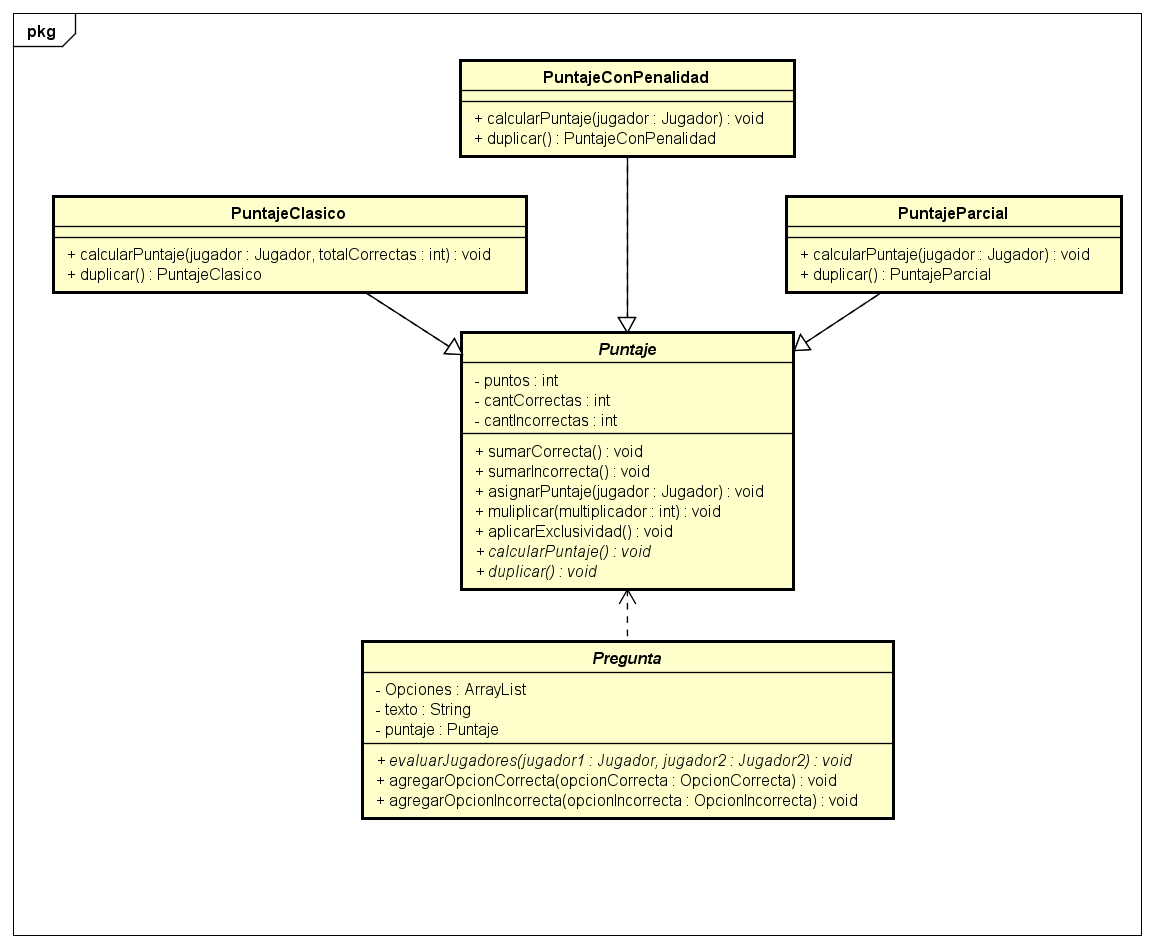 pkg
PuntajeConPenalidad
+ calcularPuntaje(jugador : Jugador) : void
+ duplicar() : PuntajeConPenalidad
PuntajeClasico
+ calcularPuntaje(jugador : Jugador, totalCorrectas : int) : void
+ duplicar() : PuntajeClasico
PuntajeParcial
+ calcularPuntaje(jugador : Jugador) : void
+ duplicar() : PuntajeParcial
Puntaje
- puntos : int
- cantCorrectas : int
- cantIncorrectas : int
+ sumarCorrecta() : void
+ sumarIncorrecta() : void
+ asignarPuntaje(jugador : Jugador) : void
+ muliplicar(multiplicador : int) : void
+ aplicarExclusividad() : void
+ calcularPuntaje() : void
+ duplicar() : void
Pregunta
- Opciones : ArrayList
- texto : String
- puntaje : Puntaje
+ evaluarJugadores(jugador1 : Jugador, jugador2 : Jugador2) : void
+ agregarOpcionCorrecta(opcionCorrecta : OpcionCorrecta) : void
+ agregarOpcionIncorrecta(opcionIncorrecta : OpcionIncorrecta) : void